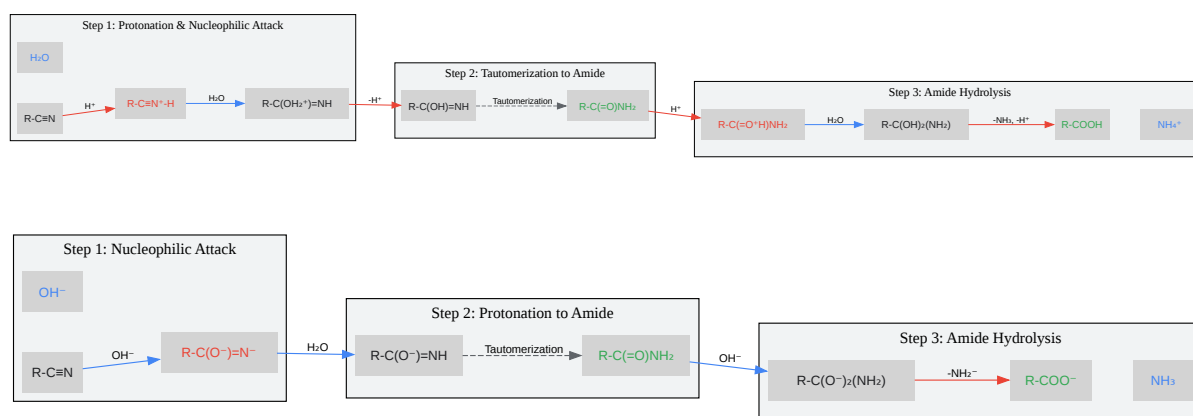 Step 1: Protonation & Nucleophilic Attack
H₂O
R-C≡N
H⁺
R-C≡N⁺-H
H₂O
R-C(OH₂⁺)=NH
-H⁺
Step 2: Tautomerization to Amide
R-C(OH)=NH
Tautomerization
R-C(=O)NH₂
H⁺
Step 3: Amide Hydrolysis
R-C(=O⁺H)NH₂
H₂O
R-C(OH)₂(NH₂)
-NH₃, -H⁺
R-COOH
NH₄⁺
Step 1: Nucleophilic Attack
OH⁻
R-C≡N
OH⁻
R-C(O⁻)=N⁻
H₂O
Step 2: Protonation to Amide
R-C(O⁻)=NH
Tautomerization
R-C(=O)NH₂
OH⁻
Step 3: Amide Hydrolysis
R-C(O⁻)₂(NH₂)
-NH₂⁻
R-COO⁻
NH₃